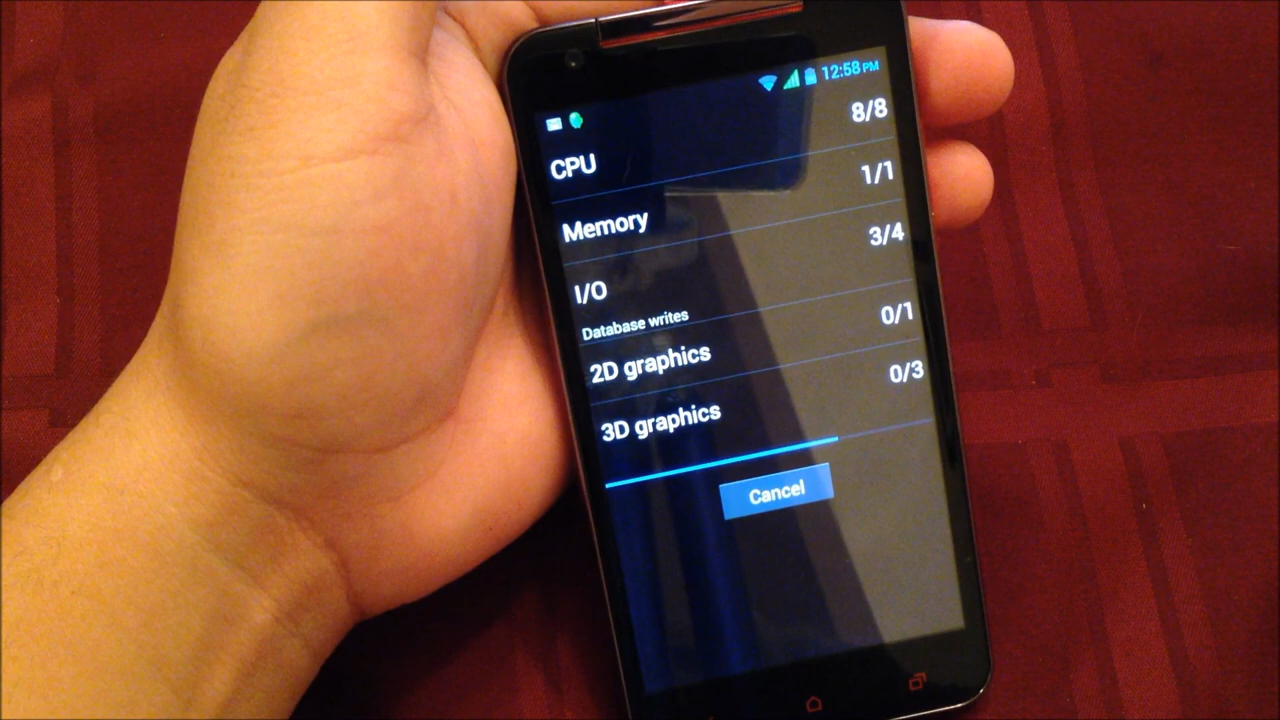 12:58 PM
8/8
CPU
1/1
Memory
3/4
I/O
Database writes
0/1
2D graphics
0/3
3D graphics
Cancel